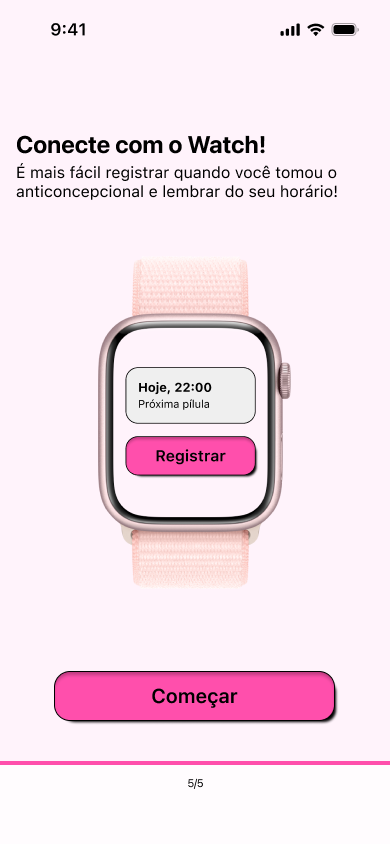 9:41
Conecte com o Watch!
É mais fácil registrar quando você tomou o
anticoncepcional e lembrar do seu horário!
Hoje, 22:00
Próxima pílula
Registrar
Começar
5/5